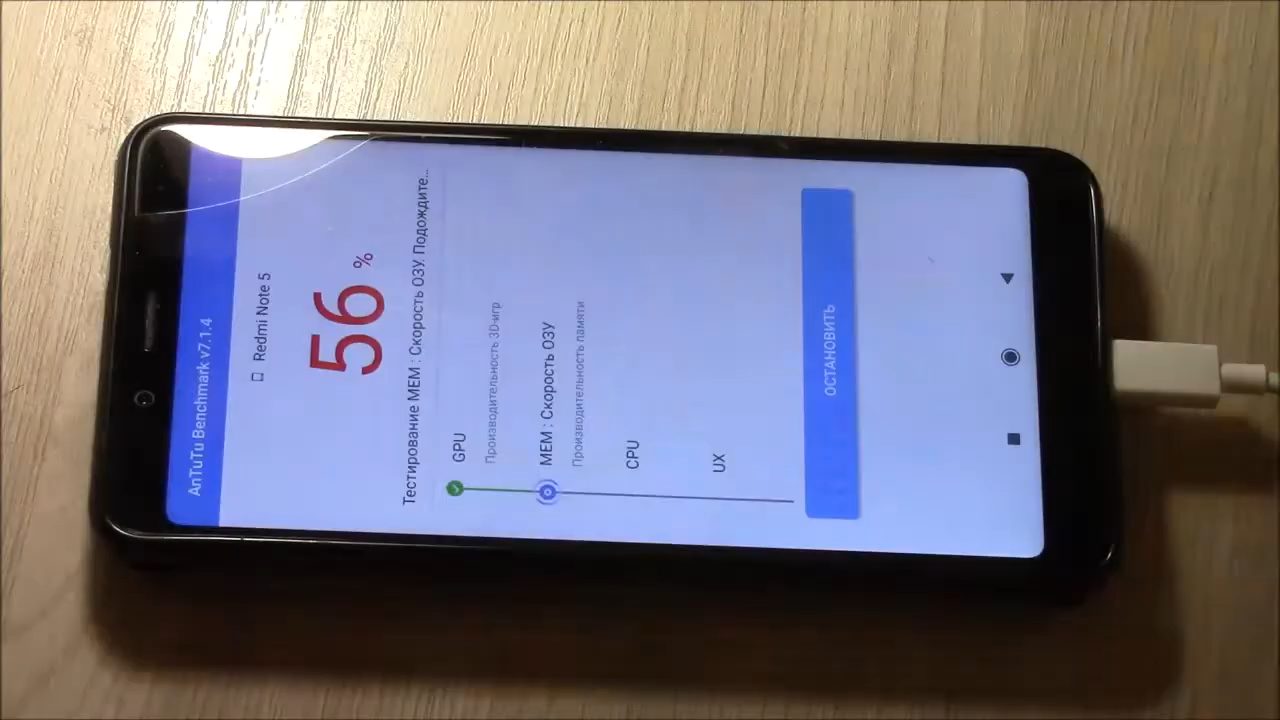 AnTuTu Benchmark v7.1.4
Redmi Note 5
56 %
Тестирование MEM : Скорость ОЗУ. Подождите...
GPU
Производительность 3D-игр
MEM : Скорость ОЗУ
Производительность памяти
CPU
UX
ОСТАНОВИТЬ